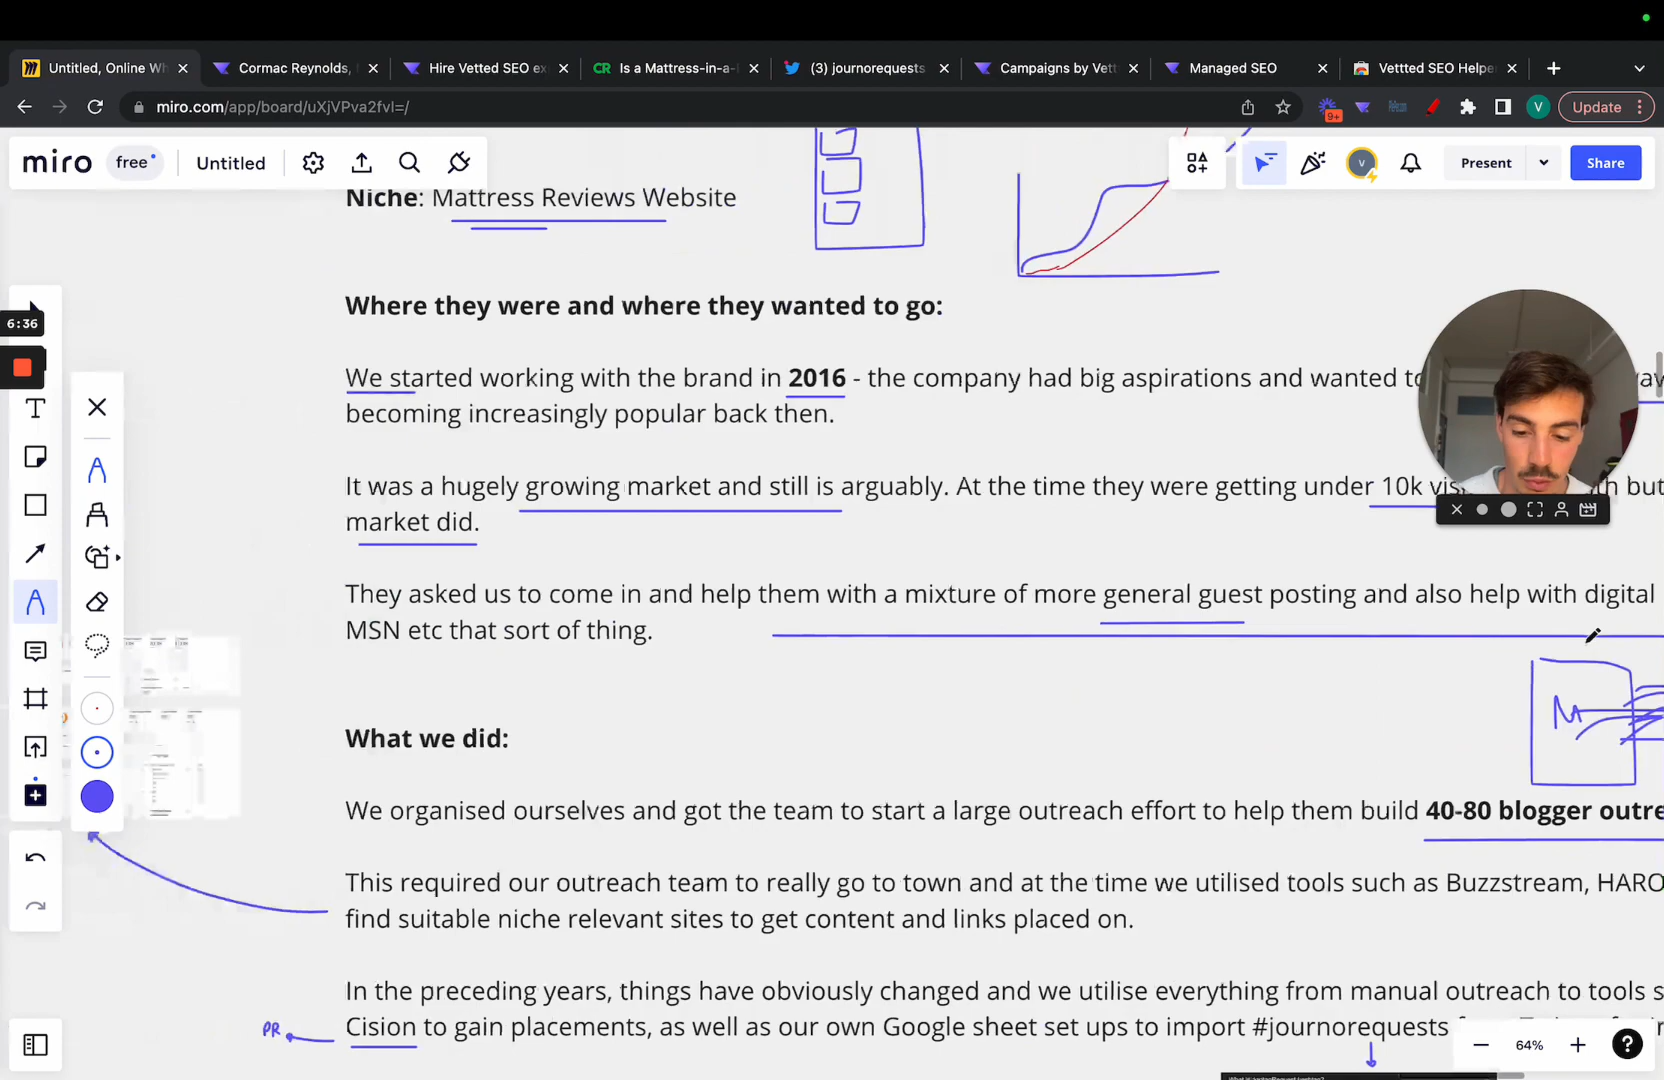 Untitled, Online Wh
Cormac Reynolds,
Hire Vetted SEO ex
CR Is a Mattress-in-a-
(3) journorequests
Campaigns by Vett
Managed SEO
Vettted SEO Helpe
miro.com/app/board/uXjVPva2fvI=/
9+
V
Update
miro
free
Untitled
V
Present
Share
Niche: Mattress Reviews Website
6:36
Where they were and where they wanted to go:
We started working with the brand in 2016 - the company had big aspirations and wanted to
becoming increasingly popular back then.
It was a hugely growing market and still is arguably. At the time they were getting under 10k vis th but
market did.
They asked us to come in and help them with a mixture of more general guest posting and also help with digital
MSN etc that sort of thing.
M
What we did:
We organised ourselves and got the team to start a large outreach effort to help them build 40-80 blogger outre
This required our outreach team to really go to town and at the time we utilised tools such as Buzzstream, HARO
find suitable niche relevant sites to get content and links placed on.
In the preceding years, things have obviously changed and we utilise everything from manual outreach to tools s
PR
Cision to gain placements, as well as our own Google sheet set ups to import #journorequests
64%